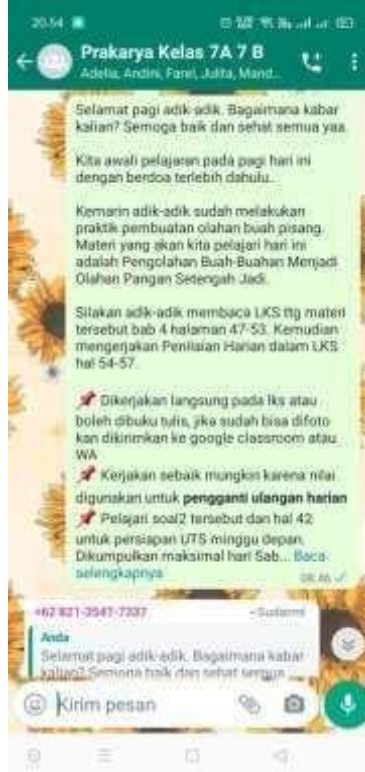 20.54
Prakarya Kelas 7A 7 B
Adelia, Andini, Farel, Julita, Mand...
Selamat pagi adik-adik. Bagaimana kabar
kalian? Semoga baik dan sehat semua yaa
Kita awali pelajaran pada pagi hari ini
dengan berdoa terlebih dahulu..
Kemarin adik-adik sudah melakukan
praktik pembuatan olahan buah pisang.
Materi yang akan kita pelajari hari ini
adalah Pengolahan Buah-Buahan Menjadi
Olahan Pangan Setengah Jadi.
Silakan adik-adik membaca LKS ttg materi
tersebut bab 4 halaman 47-53. Kemudian
mengerjakan Penilaian Harian dalam LKS
hal 54-57.
Dikerjakan langsung pada lks atau
boleh dibuku tulis, jika sudah bisa difoto
kan dikirimkan ke google classroom atau
WA
Kerjakan sebaik mungkin karena nilai
digunakan untuk pengganti ulangan harian
Pelajari soal2 tersebut dan hal 42
untuk persiapan UTS minggu depan.
Dikumpulkan maksimal hari Sab... Baca
selengkapnya
08.46
+62 821-3547-7337 ~Sudarmi
Anda
Selamat pagi adik-adik. Bagaimana kabar
kalian? Semoga baik dan sehat semua
Kirim pesan